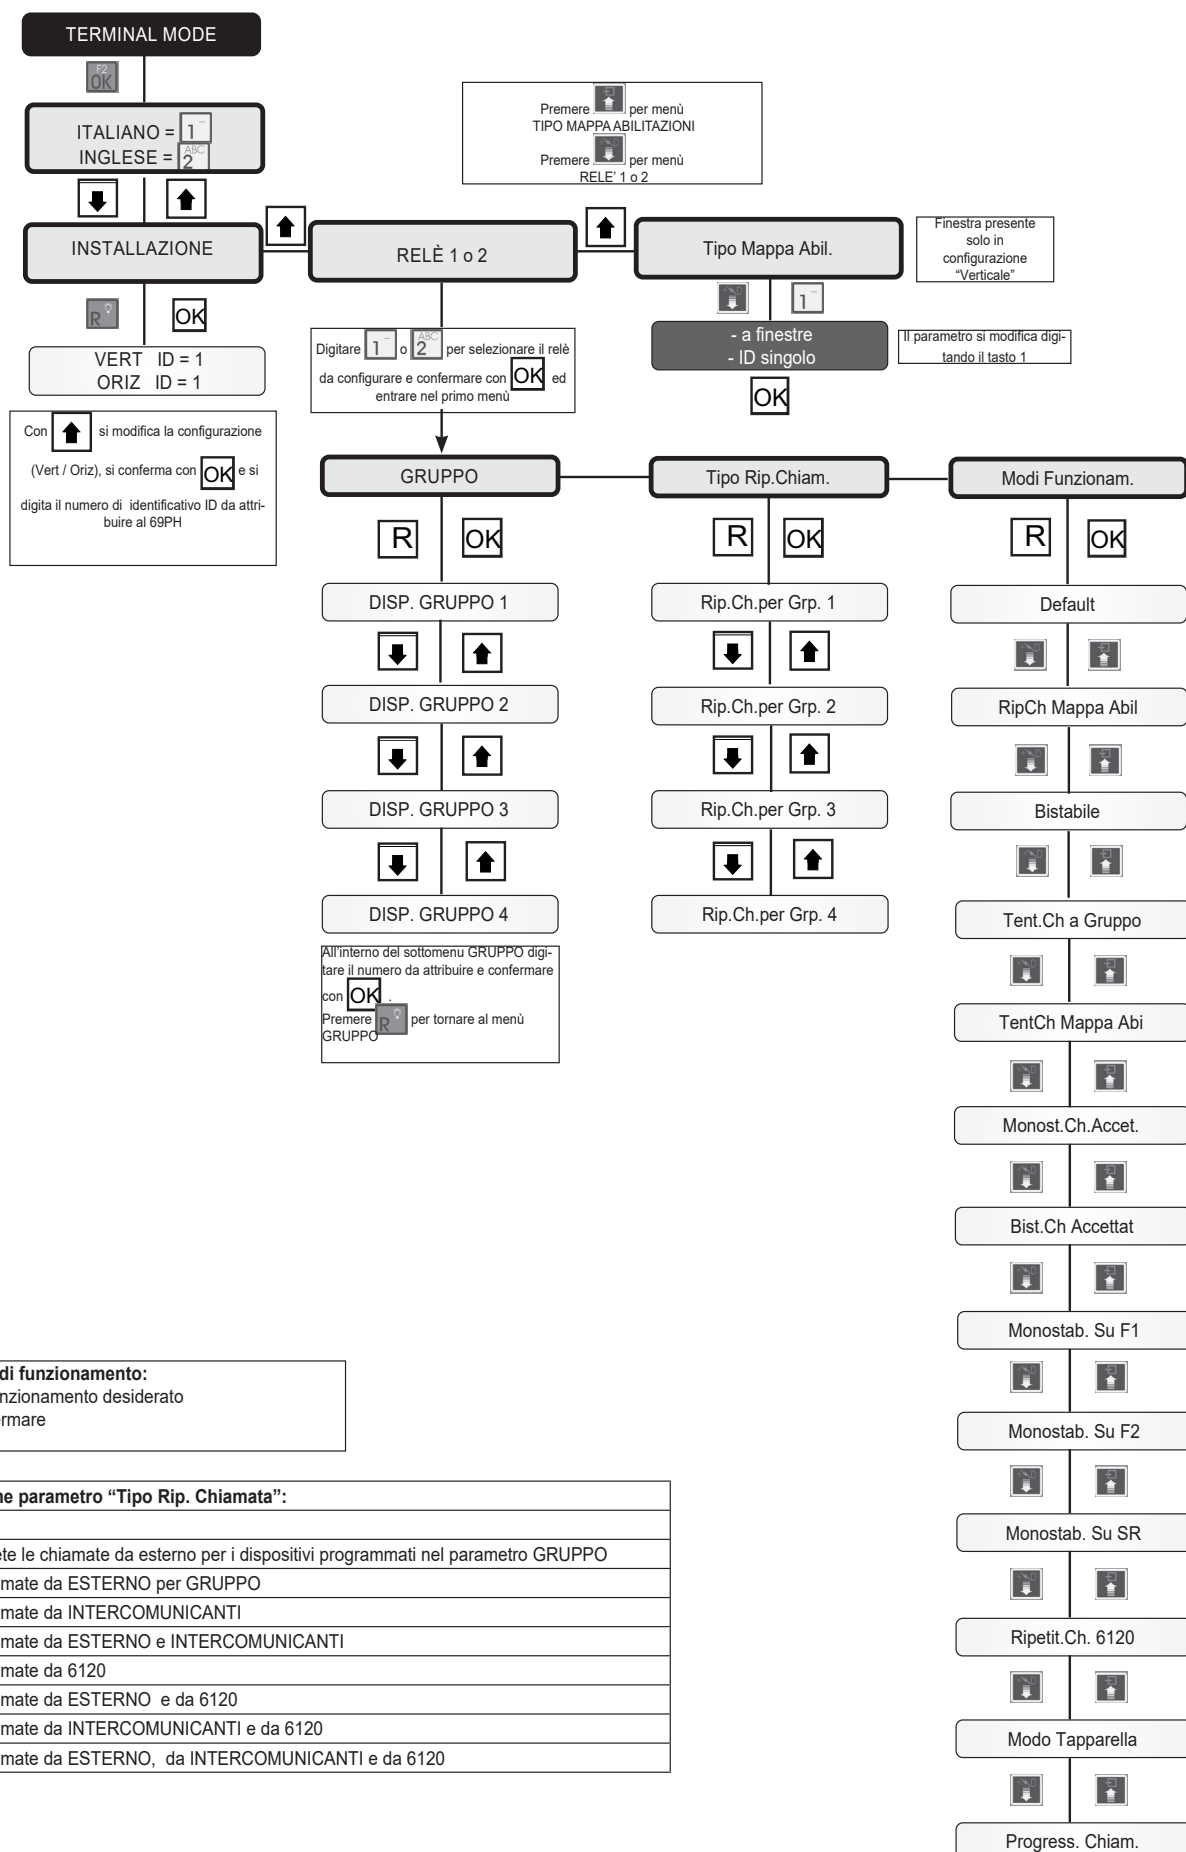 TERMINAL MODE
F2
OK
ITALIANO = 1
INGLESE = ABC 2
Premere per menù
TIPO MAPPA ABILITAZIONI
Premere per menù
RELE' 1 o 2
INSTALLAZIONE
RELÈ 1 o 2
Tipo Mappa Abil.
Finestra presente
solo in
configurazione
“Verticale”
R
OK
1
VERT ID = 1
ORIZ ID = 1
Digitare 1 o ABC 2 per selezionare il relè
da configurare e confermare con OK ed
entrare nel primo menù
- a finestre
- ID singolo
OK
Il parametro si modifica digi-
tando il tasto 1
Con si modifica la configurazione
(Vert / Oriz), si conferma con OK e si
digita il numero di identificativo ID da attri-
buire al 69PH
GRUPPO
Tipo Rip.Chiam.
Modi Funzionam.
R OK
R OK
R OK
DISP. GRUPPO 1
DISP. GRUPPO 2
DISP. GRUPPO 3
DISP. GRUPPO 4
All'interno del sottomenu GRUPPO digi-
tare il numero da attribuire e confermare
con OK .
Premere R per tornare al menù
GRUPPO
Rip.Ch.per Grp. 1
Rip.Ch.per Grp. 2
Rip.Ch.per Grp. 3
Rip.Ch.per Grp. 4
Default
RipCh Mappa Abil
Bistabile
Tent.Ch a Gruppo
TentCh Mappa Abi
Monost.Ch.Accet.
Bist.Ch Accettat
Monostab. Su F1
Monostab. Su F2
Monostab. Su SR
Ripetit.Ch. 6120
Modo Tapparella
Progress. Chiam.
di funzionamento:
nzionamento desiderato
ermare
ne parametro “Tipo Rip. Chiamata”:
ete le chiamate da esterno per i dispositivi programmati nel parametro GRUPPO
mate da ESTERNO per GRUPPO
mate da INTERCOMUNICANTI
mate da ESTERNO e INTERCOMUNICANTI
mate da 6120
mate da ESTERNO e da 6120
mate da INTERCOMUNICANTI e da 6120
mate da ESTERNO, da INTERCOMUNICANTI e da 6120